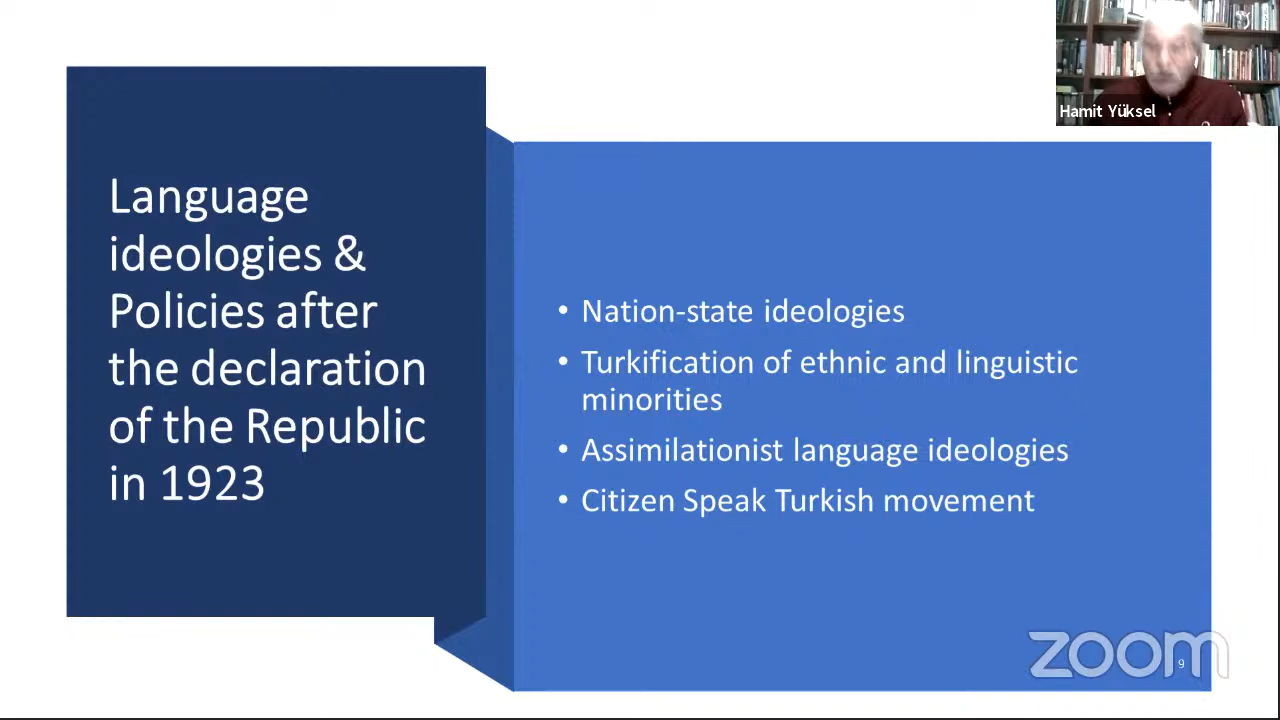 Hamit Yüksel
Language
ideologies &
Policies after
the declaration
of the Republic
in 1923
• Nation-state ideologies
• Turkification of ethnic and linguistic
minorities
• Assimilationist language ideologies
• Citizen Speak Turkish movement
zoom
9